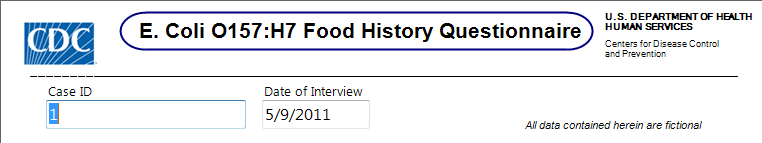 CDC
E. Coli O157:H7 Food History Questionnaire
U.S. DEPARTMENT OF HEALTH
HUMAN SERVICES
Centers for Disease Control
and Prevention
Case ID
Date of Interview
1
5/9/2011
All data contained herein are fictional